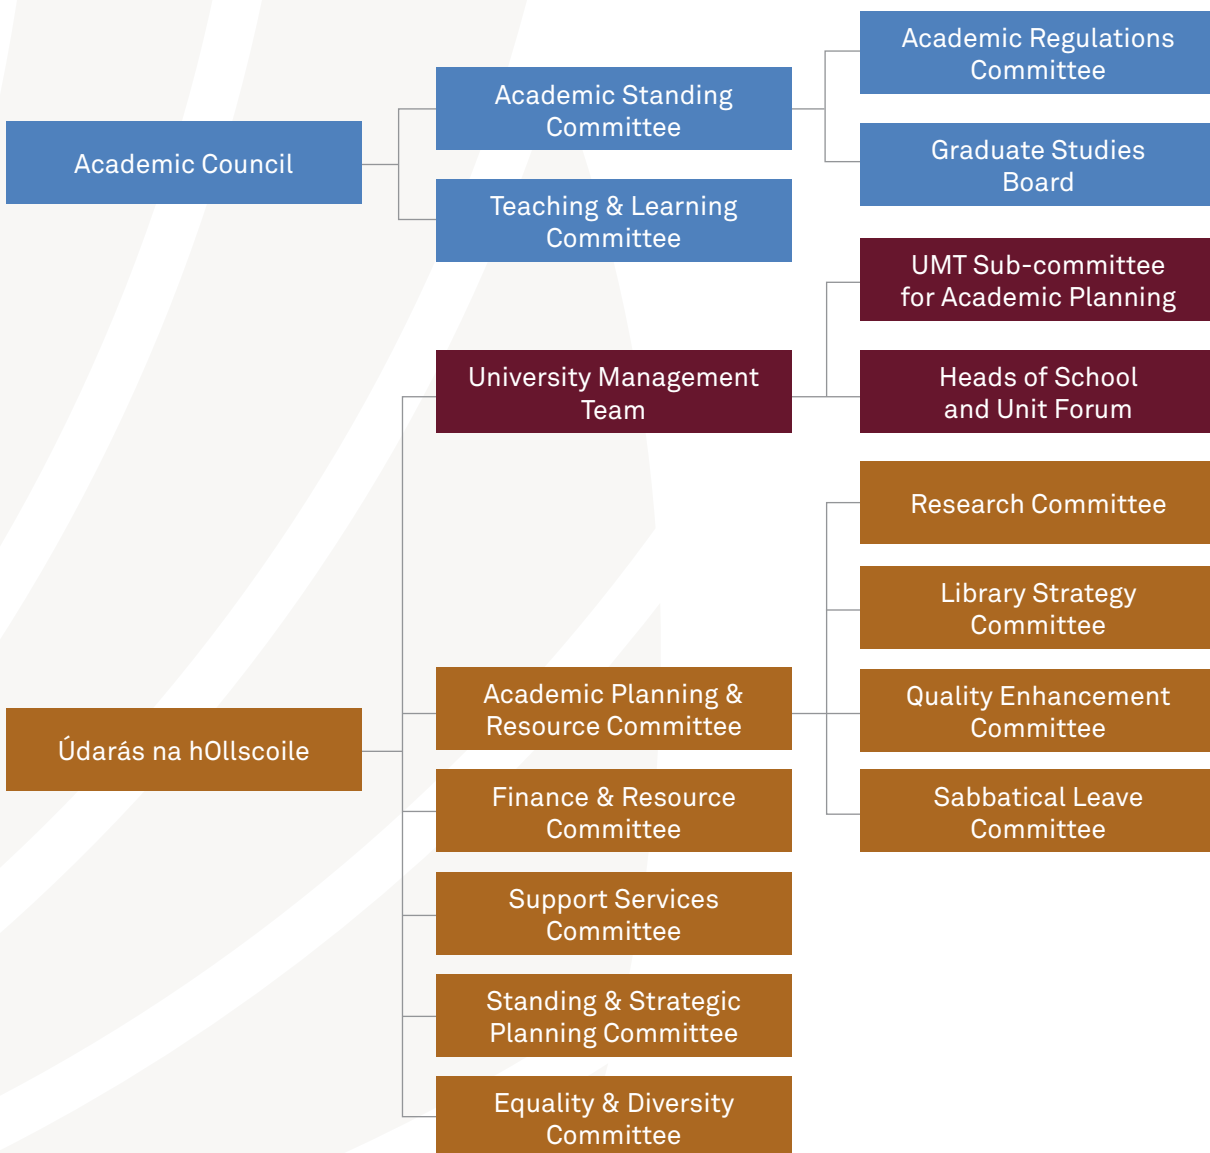 Academic Council
Academic Standing
Committee
Teaching & Learning
Committee
Academic Regulations
Committee
Graduate Studies
Board
Údarás na hOllscoile
University Management
Team
UMT Sub-committee
for Academic Planning
Heads of School
and Unit Forum
Academic Planning &
Resource Committee
Research Committee
Library Strategy
Committee
Quality Enhancement
Committee
Sabbatical Leave
Committee
Finance & Resource
Committee
Support Services
Committee
Standing & Strategic
Planning Committee
Equality & Diversity
Committee